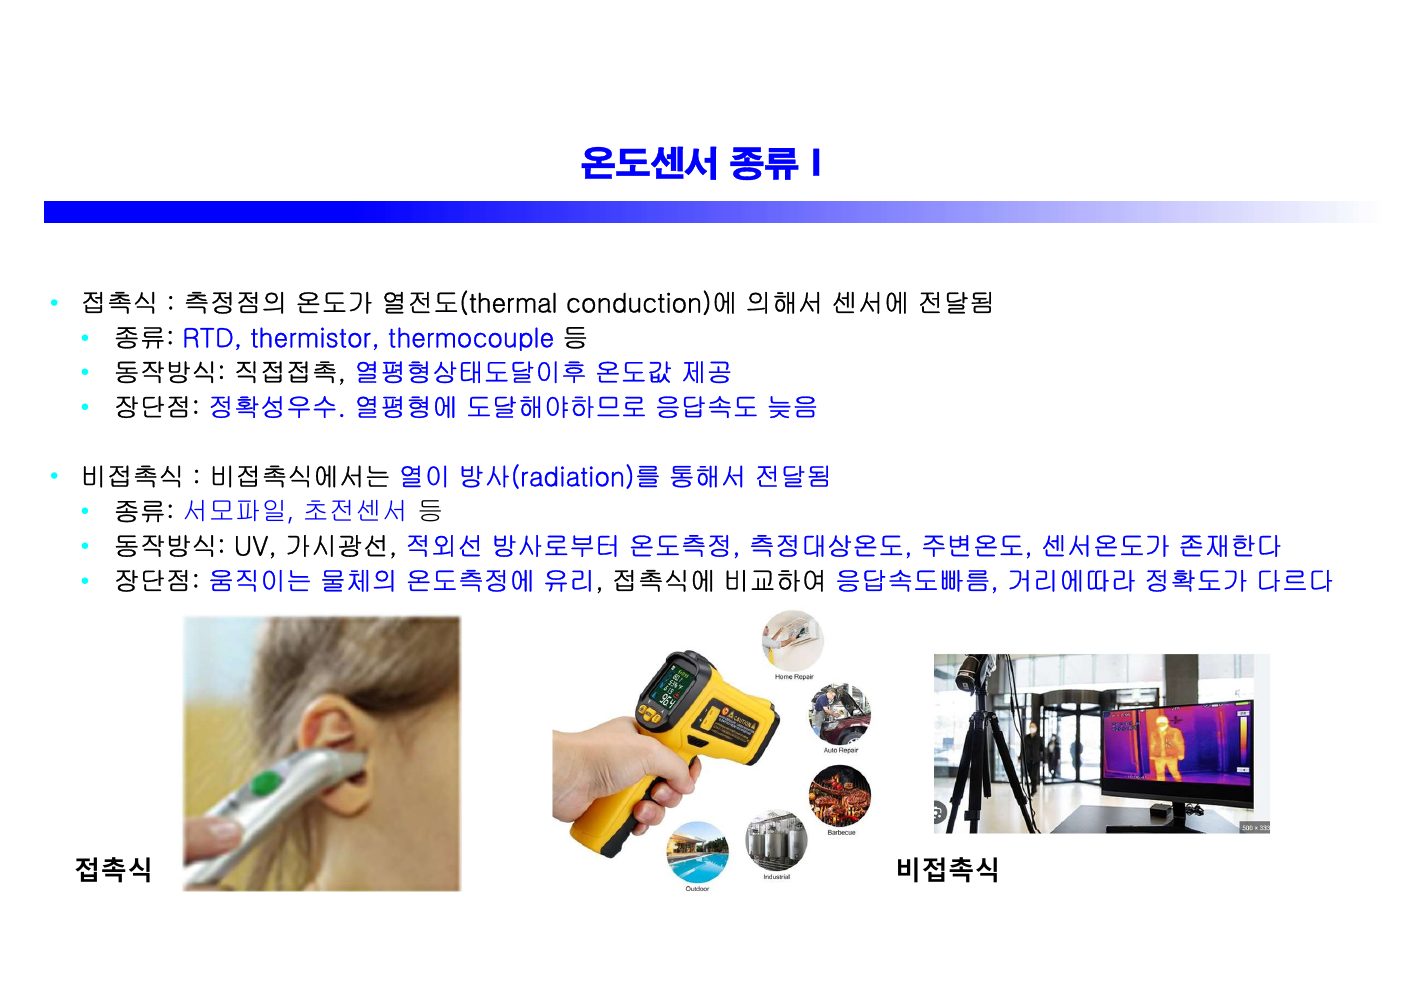 온도센서 종류 I
• 접촉식 : 측정점의 온도가 열전도(thermal conduction)에 의해서 센서에 전달됨
• 종류: RTD, thermistor, thermocouple 등
• 동작방식: 직접접촉, 열평형상태도달이후 온도값 제공
• 장단점: 정확성우수. 열평형에 도달해야하므로 응답속도 늦음
• 비접촉식 : 비접촉식에서는 열이 방사(radiation)를 통해서 전달됨
• 종류: 서모파일, 초전센서 등
• 동작방식: UV, 가시광선, 적외선 방사로부터 온도측정, 측정대상온도, 주변온도, 센서온도가 존재한다
• 장단점: 움직이는 물체의 온도측정에 유리, 접촉식에 비교하여 응답속도빠름, 거리에따라 정확도가 다르다
Home Repair
Auto Repair
Barbecue
Industrial
Outdoor
CAUTION
500 × 333
접촉식
비접촉식